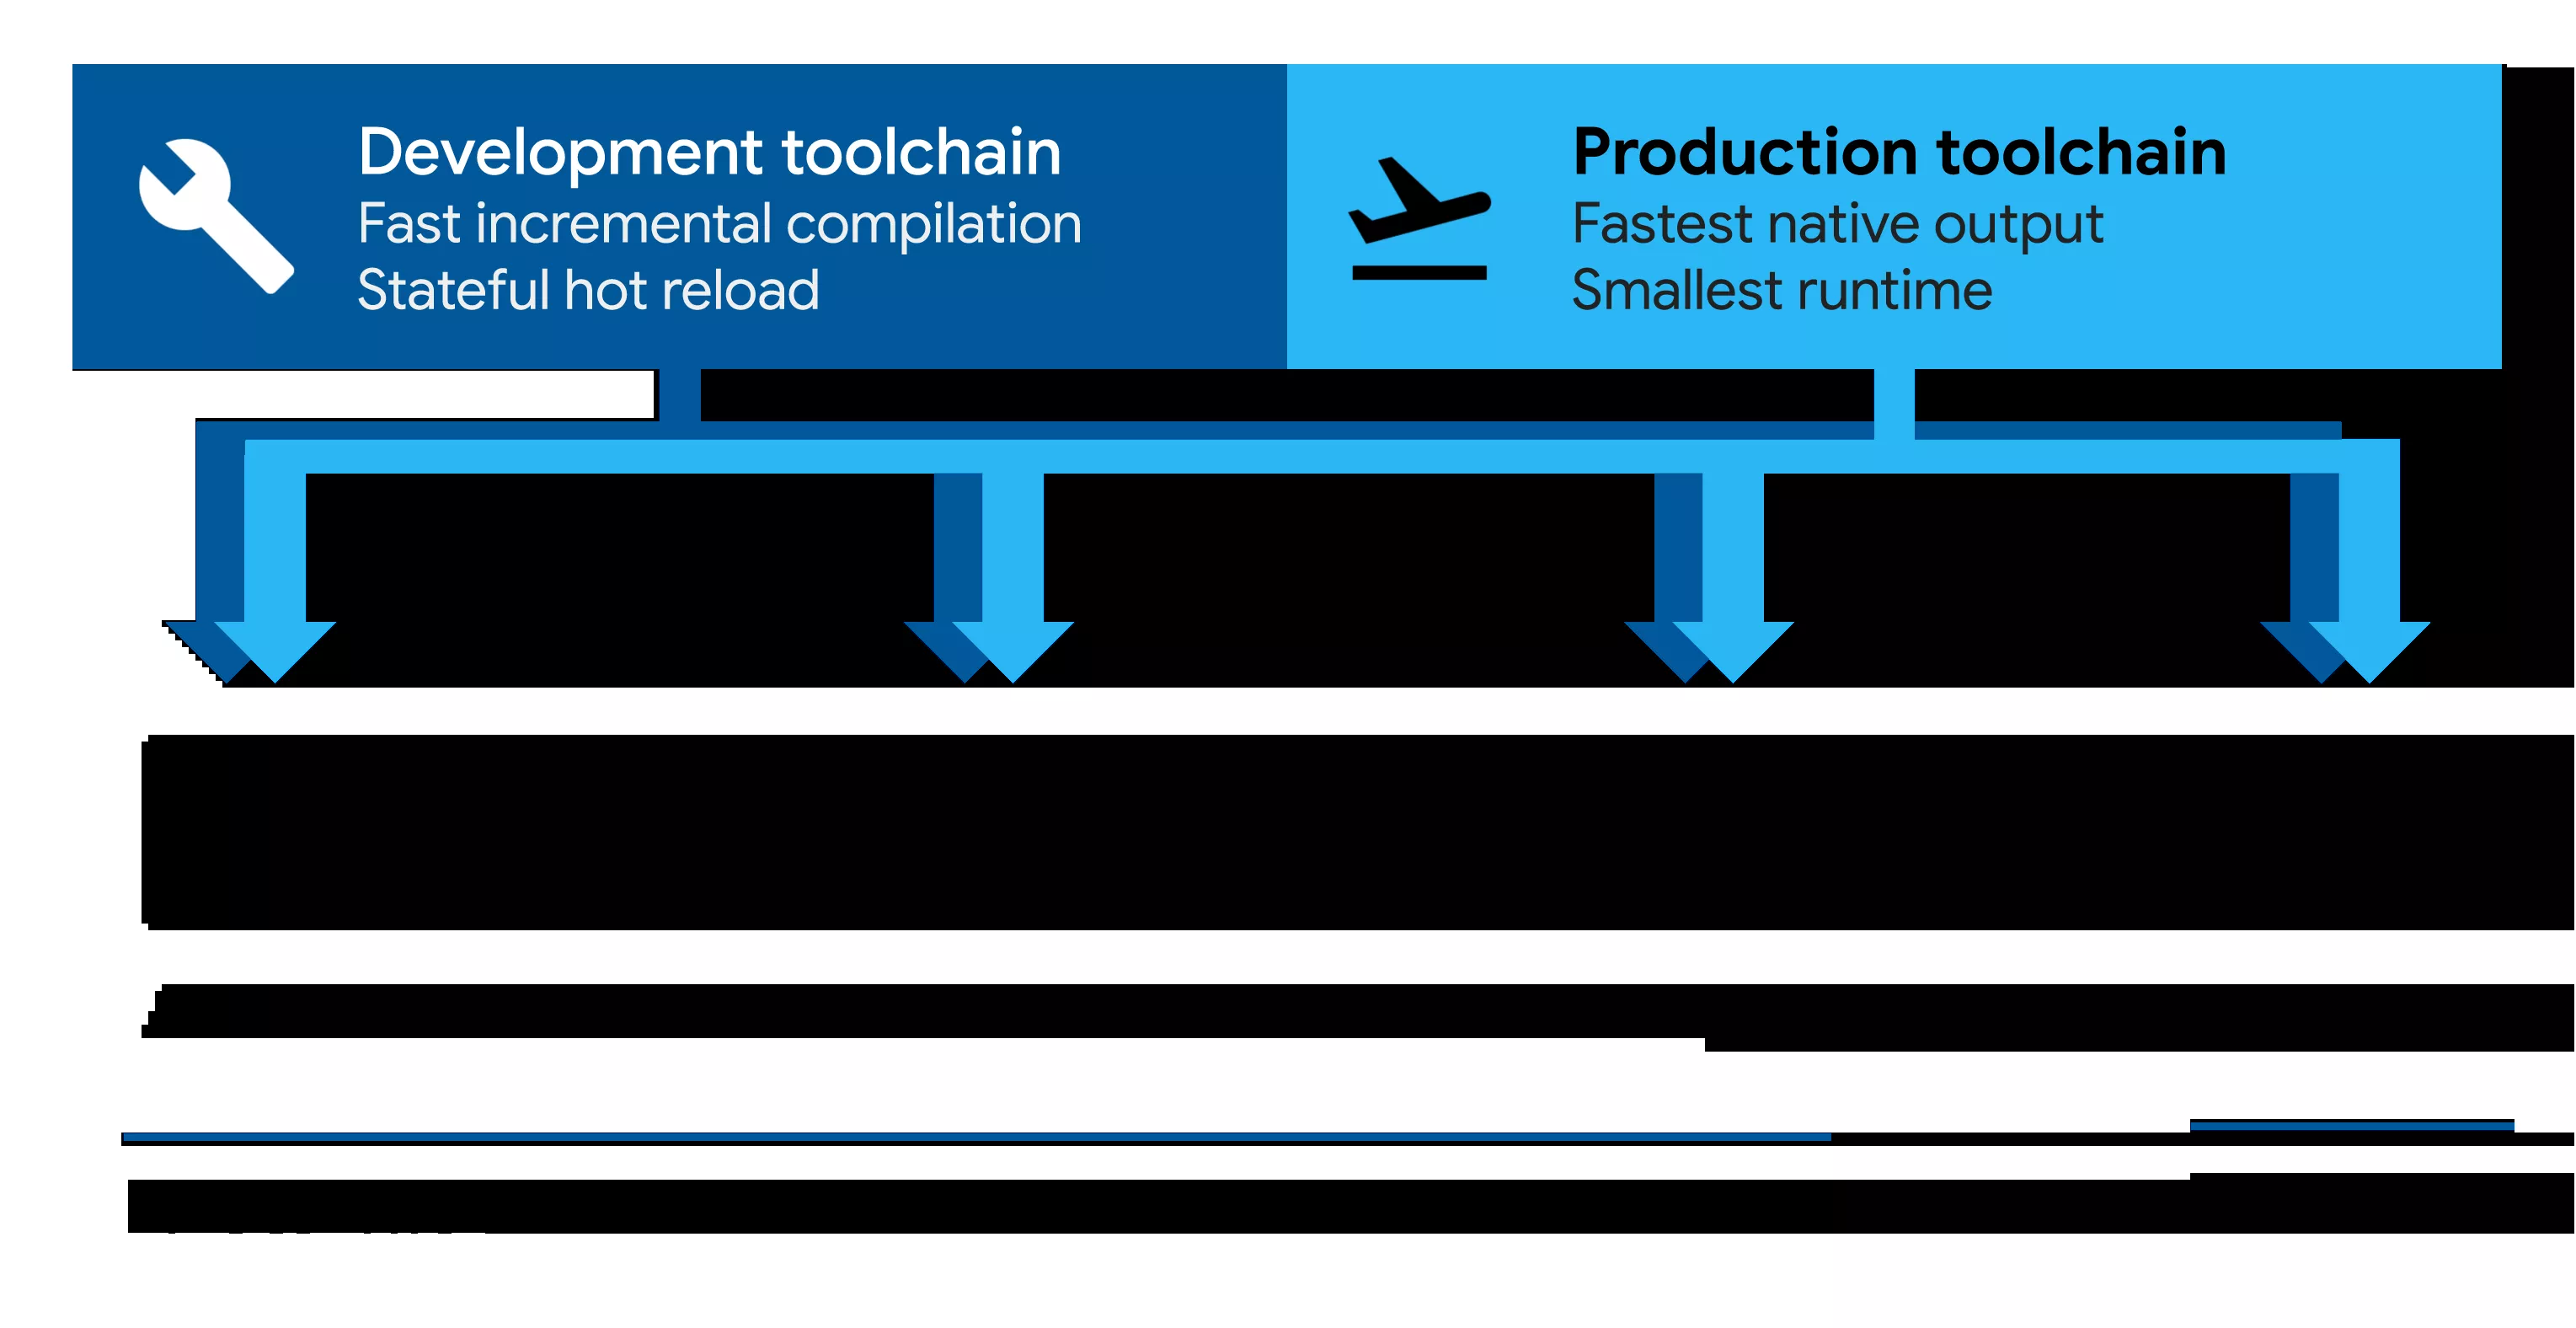 Development toolchain
Fast incremental compilation
Stateful hot reload
Production toolchain
Fastest native output
Smallest runtime